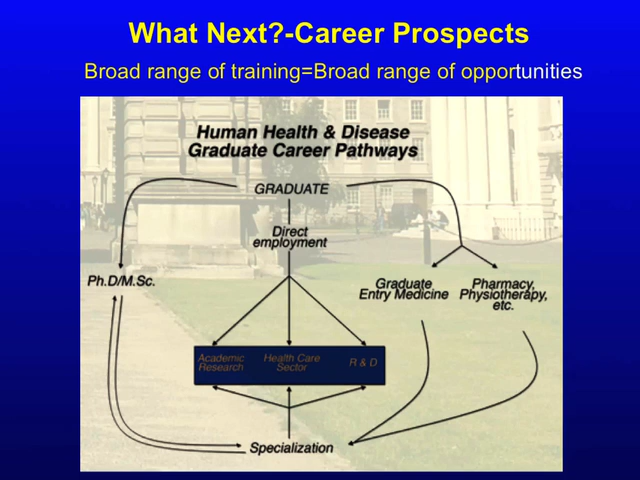 What Next?-Career Prospects
Broad range of training=Broad range of opportunities
Human Health & Disease
Graduate Career Pathways
GRADUATE
Direct
employment
Ph.D/M.Sc.
Graduate
Entry Medicine
Pharmacy,
Physiotherapy,
etc.
Academic
Research
Health Care
Sector
R & D
Specialization